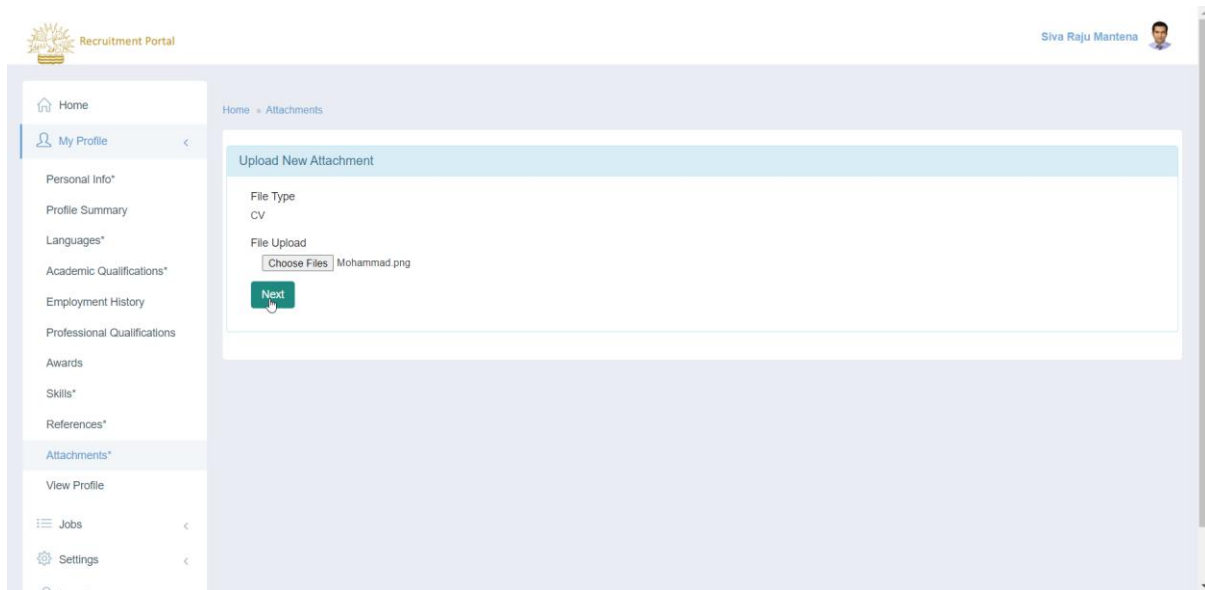 Recruitment Portal
Siva Raju Mantena
Home
My Profile
Personal Info*
Profile Summary
Languages*
Academic Qualifications*
Employment History
Professional Qualifications
Awards
Skills*
References*
Attachments*
View Profile
Jobs
Settings
Home » Attachments
Upload New Attachment
File Type
CV
File Upload
Choose Files Mohammad.png
Next